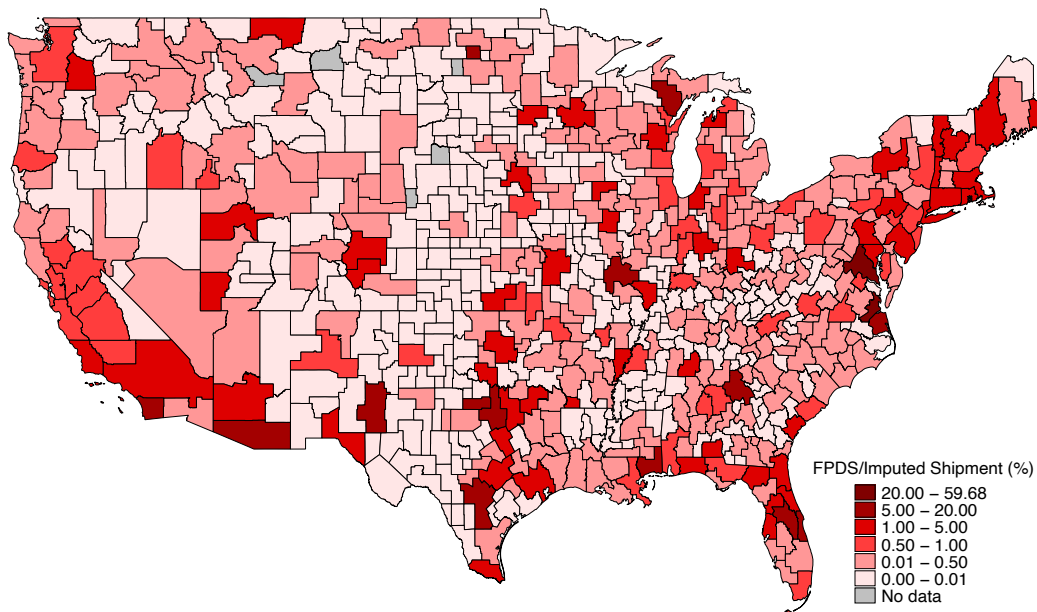 FPDS/Imputed Shipment (%)
20.00 – 59.68
5.00 – 20.00
1.00 – 5.00
0.50 – 1.00
0.01 – 0.50
0.00 – 0.01
No data